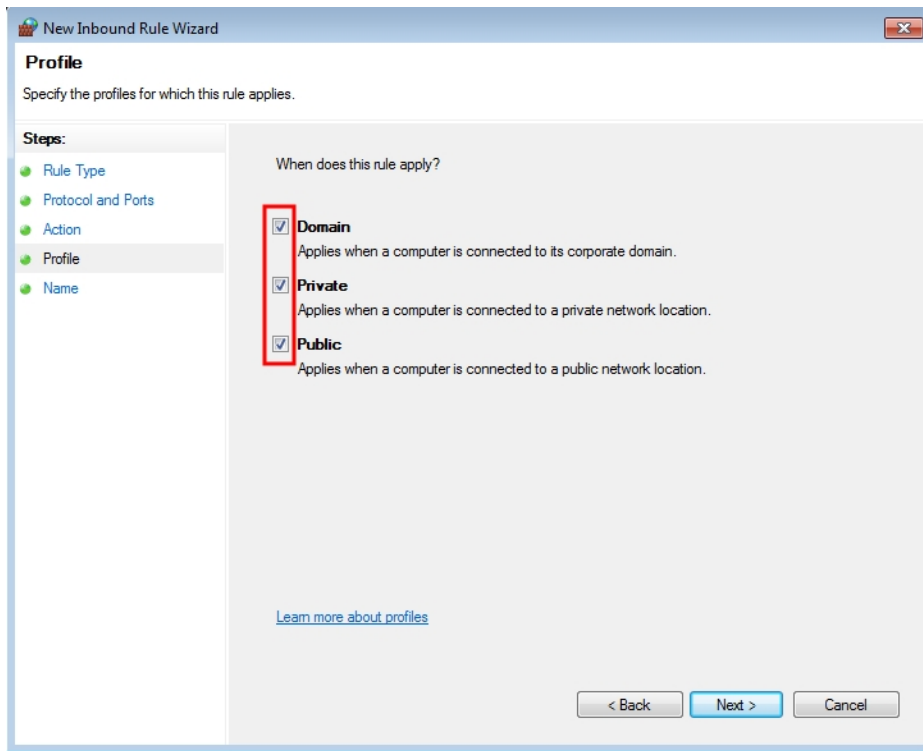 New Inbound Rule Wizard
Profile
Specify the profiles for which this rule applies.
Steps:
Rule Type
Protocol and Ports
Action
Profile
Name
When does this rule apply?
Domain
Applies when a computer is connected to its corporate domain.
Private
Applies when a computer is connected to a private network location.
Public
Applies when a computer is connected to a public network location.
Learn more about profiles
< Back
Next >
Cancel